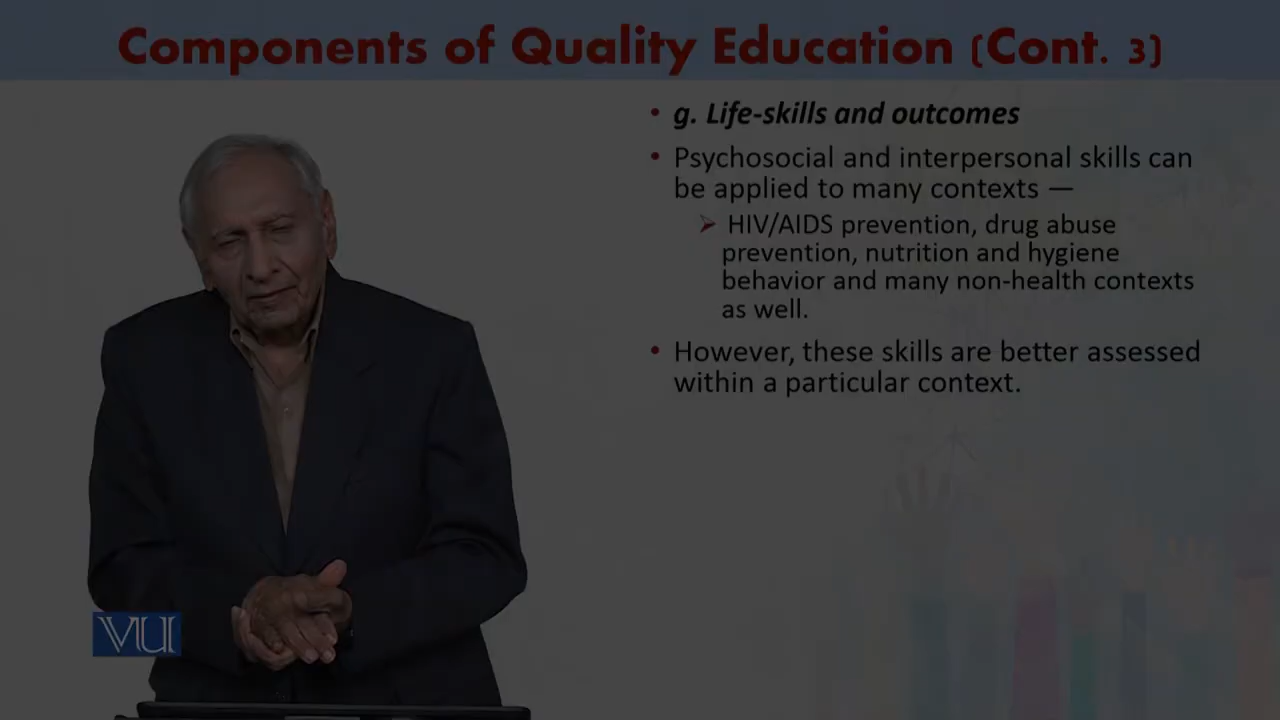 Components of Quality Education (Cont. 3)
• g. Life-skills and outcomes
• Psychosocial and interpersonal skills can
be applied to many contexts —
➢ HIV/AIDS prevention, drug abuse
prevention, nutrition and hygiene
behavior and many non-health contexts
as well.
• However, these skills are better assessed
within a particular context.
VU